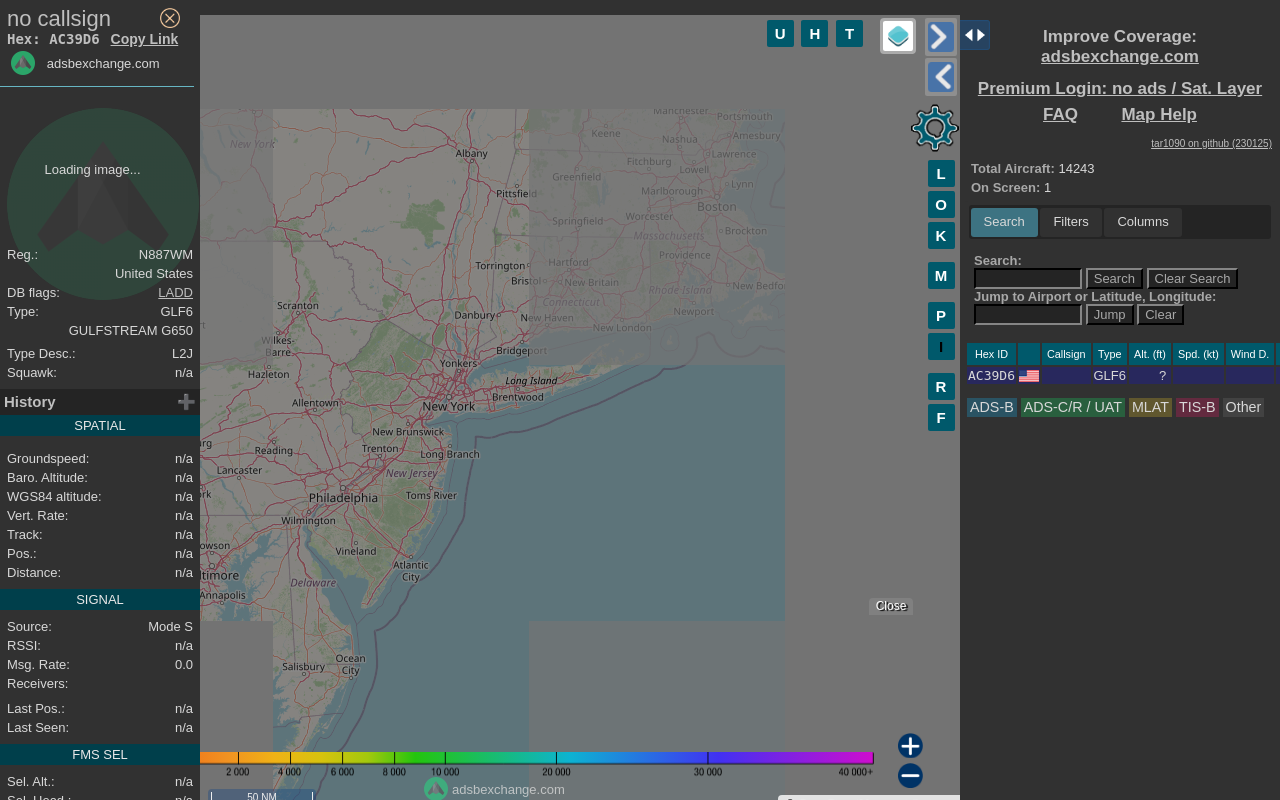 no callsign
Hex: AC39D6 Copy Link
adsbexchange.com
Loading image...
Reg.: N887WM
United States
DB flags: LADD
Type: GLF6
GULFSTREAM G650
Type Desc.: L2J
Squawk: n/a
History
SPATIAL
Groundspeed: n/a
Baro. Altitude: n/a
WGS84 altitude: n/a
Vert. Rate: n/a
Track: n/a
Pos.: n/a
Distance: n/a
SIGNAL
Source: Mode S
RSSI: n/a
Msg. Rate: 0.0
Receivers:
Last Pos.: n/a
Last Seen: n/a
FMS SEL
Sel. Alt.: n/a
Sel. Head.: n/a
U H T
L
O
K
M
P
I
R
F
New York
Albany
Pittsfield
Manchester
Portsmouth
Keene
Nashua
Amesbury
Fitchburg
Lawrence
Greenfield
Lowell
Lynn
Marlborough
Boston
Springfield
Worcester
Massachusetts
Brockton
Torrington
Hartford
Providence
Bristol
New Britain
Rhode Island
New Bedfo
Connecticut
Newport
Scranton
Danbury
New Haven
New London
Wilkes-
Barre
Bridgeport
Hazleton
Yonkers
Long Island
Allentown
Brentwood
New York
New Brunswick
Reading
Trenton
Long Branch
Lancaster
New Jersey
Philadelphia
Toms River
Wilmington
Vineland
owson
Atlantic
City
ltimore
Delaware
Annapolis
Ocean
City
Salisbury
Close
2 000 4 000 6 000 8 000 10 000 20 000 30 000 40 000+
adsbexchange.com
50 NM
Improve Coverage:
adsbexchange.com
Premium Login: no ads / Sat. Layer
FAQ Map Help
tar1090 on github (230125)
Total Aircraft: 14243
On Screen: 1
Search Filters Columns
Search:
Search Clear Search
Jump to Airport or Latitude, Longitude:
Jump Clear
Hex ID Callsign Type Alt. (ft) Spd. (kt) Wind D.
AC39D6 GLF6 ?
ADS-B ADS-C/R / UAT MLAT TIS-B Other